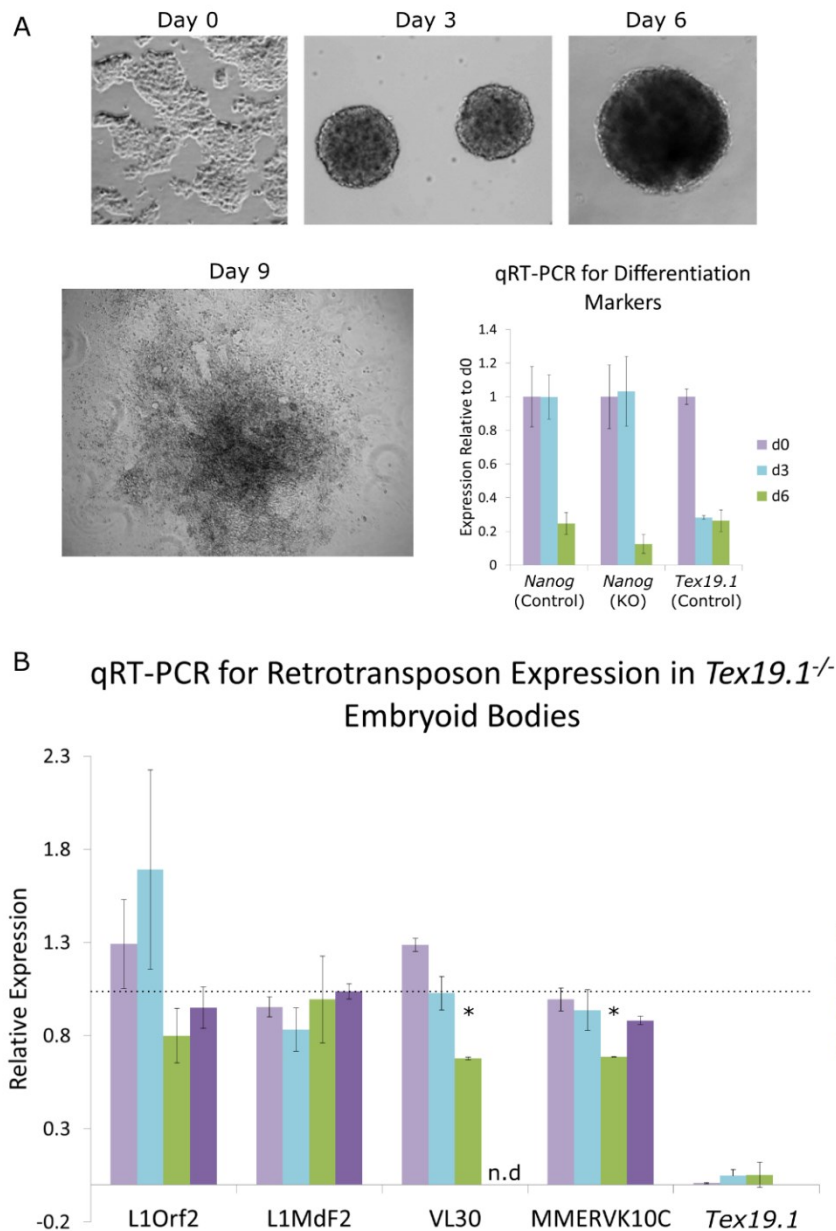 A
Day 0
Day 3
Day 6
Day 9
qRT-PCR for Differentiation
Markers
Expression Relative to d0
1.4
1.2
1
0.8
0.6
0.4
0.2
0
Nanog
(Control)
Nanog
(KO)
Tex19.1
(Control)
d0
d3
d6
B
qRT-PCR for Retrotransposon Expression in Tex19.1-/-
Embryoid Bodies
Relative Expression
2.3
1.8
1.3
0.8
0.3
-0.2
*
*
n.d
L1Orf2
L1MdF2
VL30
MMERVK10C
Tex19.1